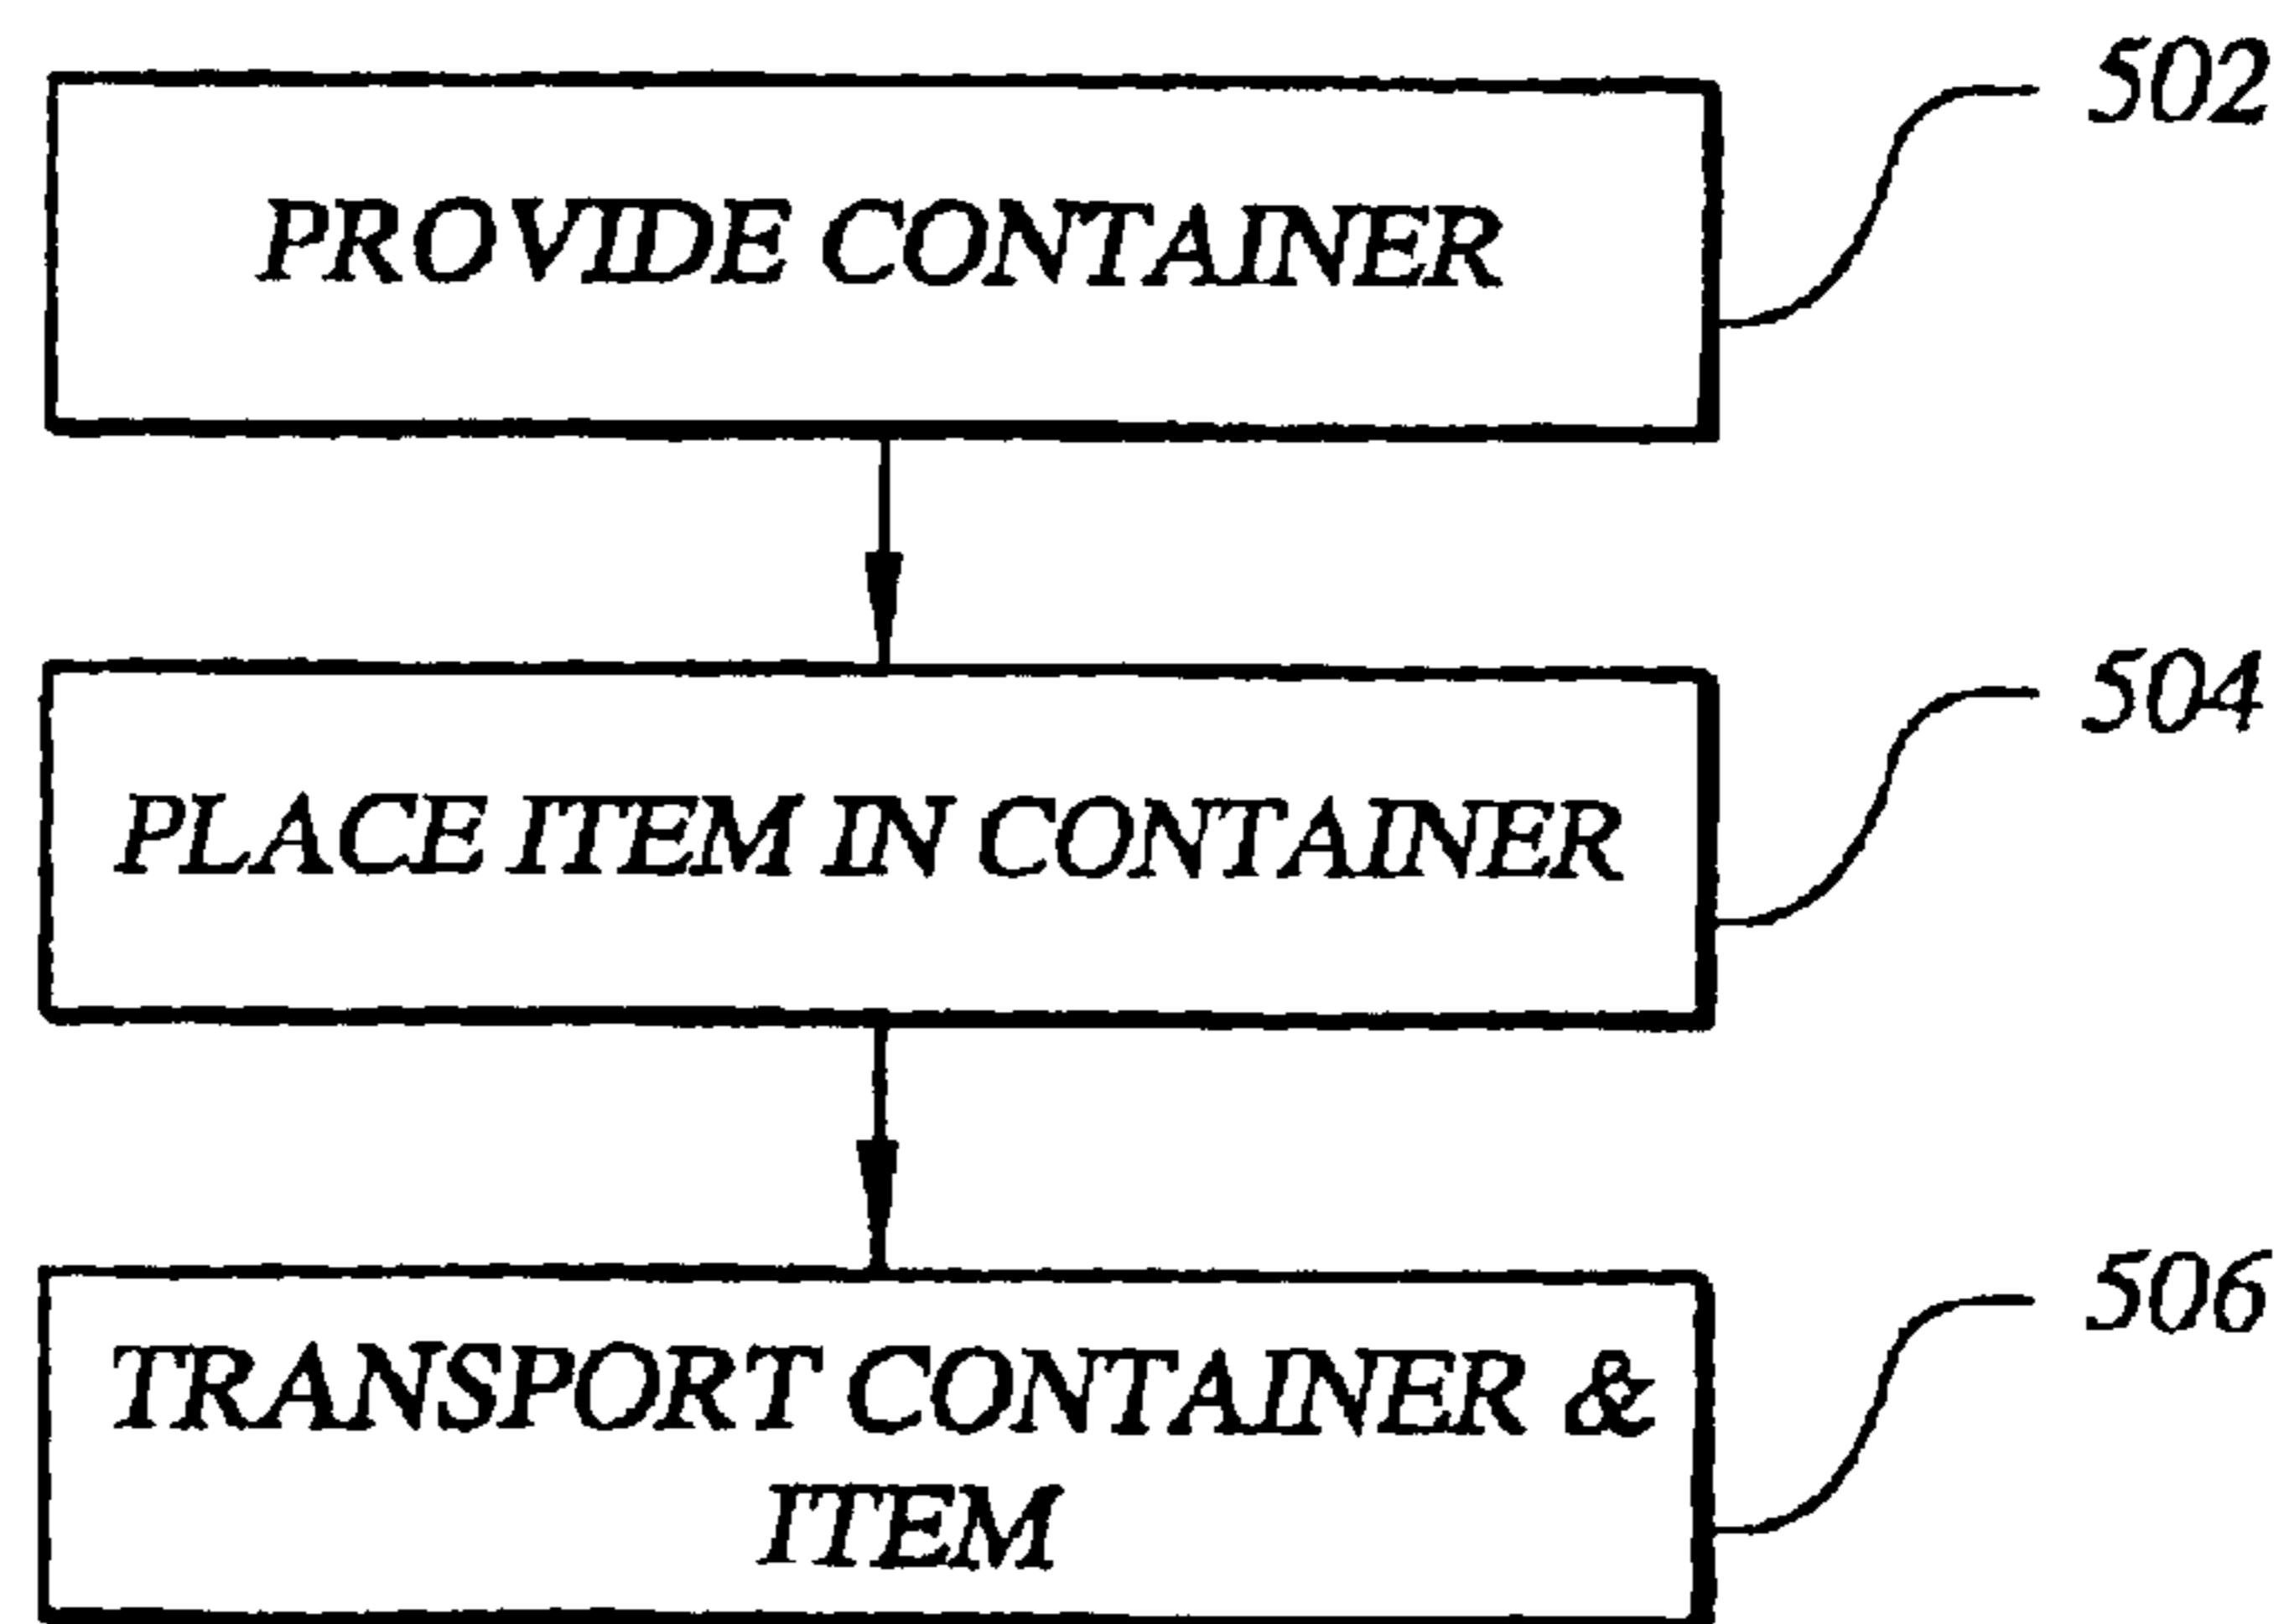 502
PROVIDE CONTAINER
504
PLACE ITEM IN CONTAINER
506
TRANSPORT CONTAINER &
ITEM